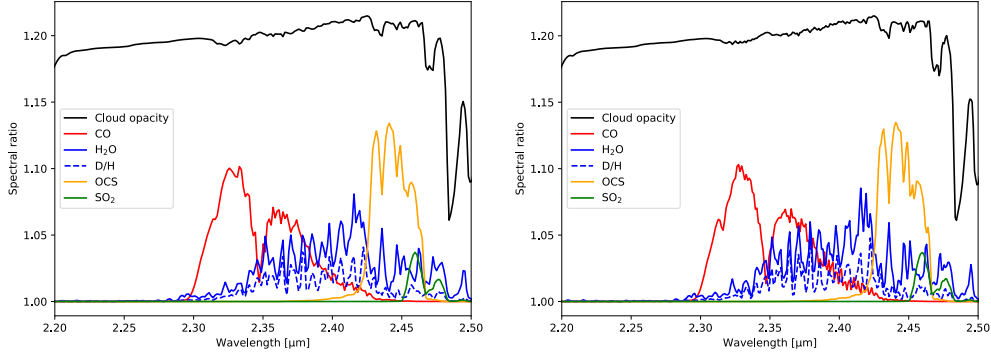 1.20
1.15
1.10
1.05
1.00
Spectral ratio
Cloud opacity
CO
H₂O
D/H
OCS
SO₂
2.20 2.25 2.30 2.35 2.40 2.45 2.50
Wavelength [μm]
1.20
1.15
1.10
1.05
1.00
Spectral ratio
Cloud opacity
CO
H₂O
D/H
OCS
SO₂
2.20 2.25 2.30 2.35 2.40 2.45 2.50
Wavelength [μm]